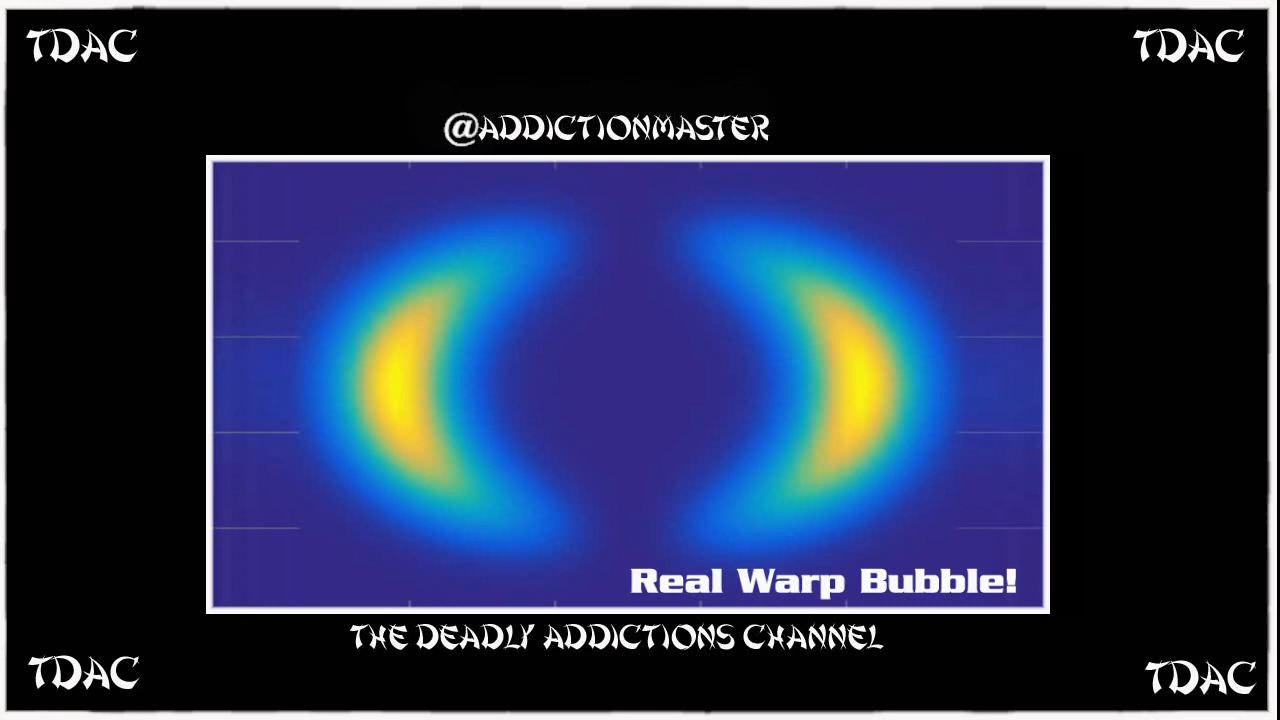 TDAC
TDAC
@ADDICTIONMASTER
Real Warp Bubble!
THE DEADLY ADDICTIONS CHANNEL
TDAC
TDAC